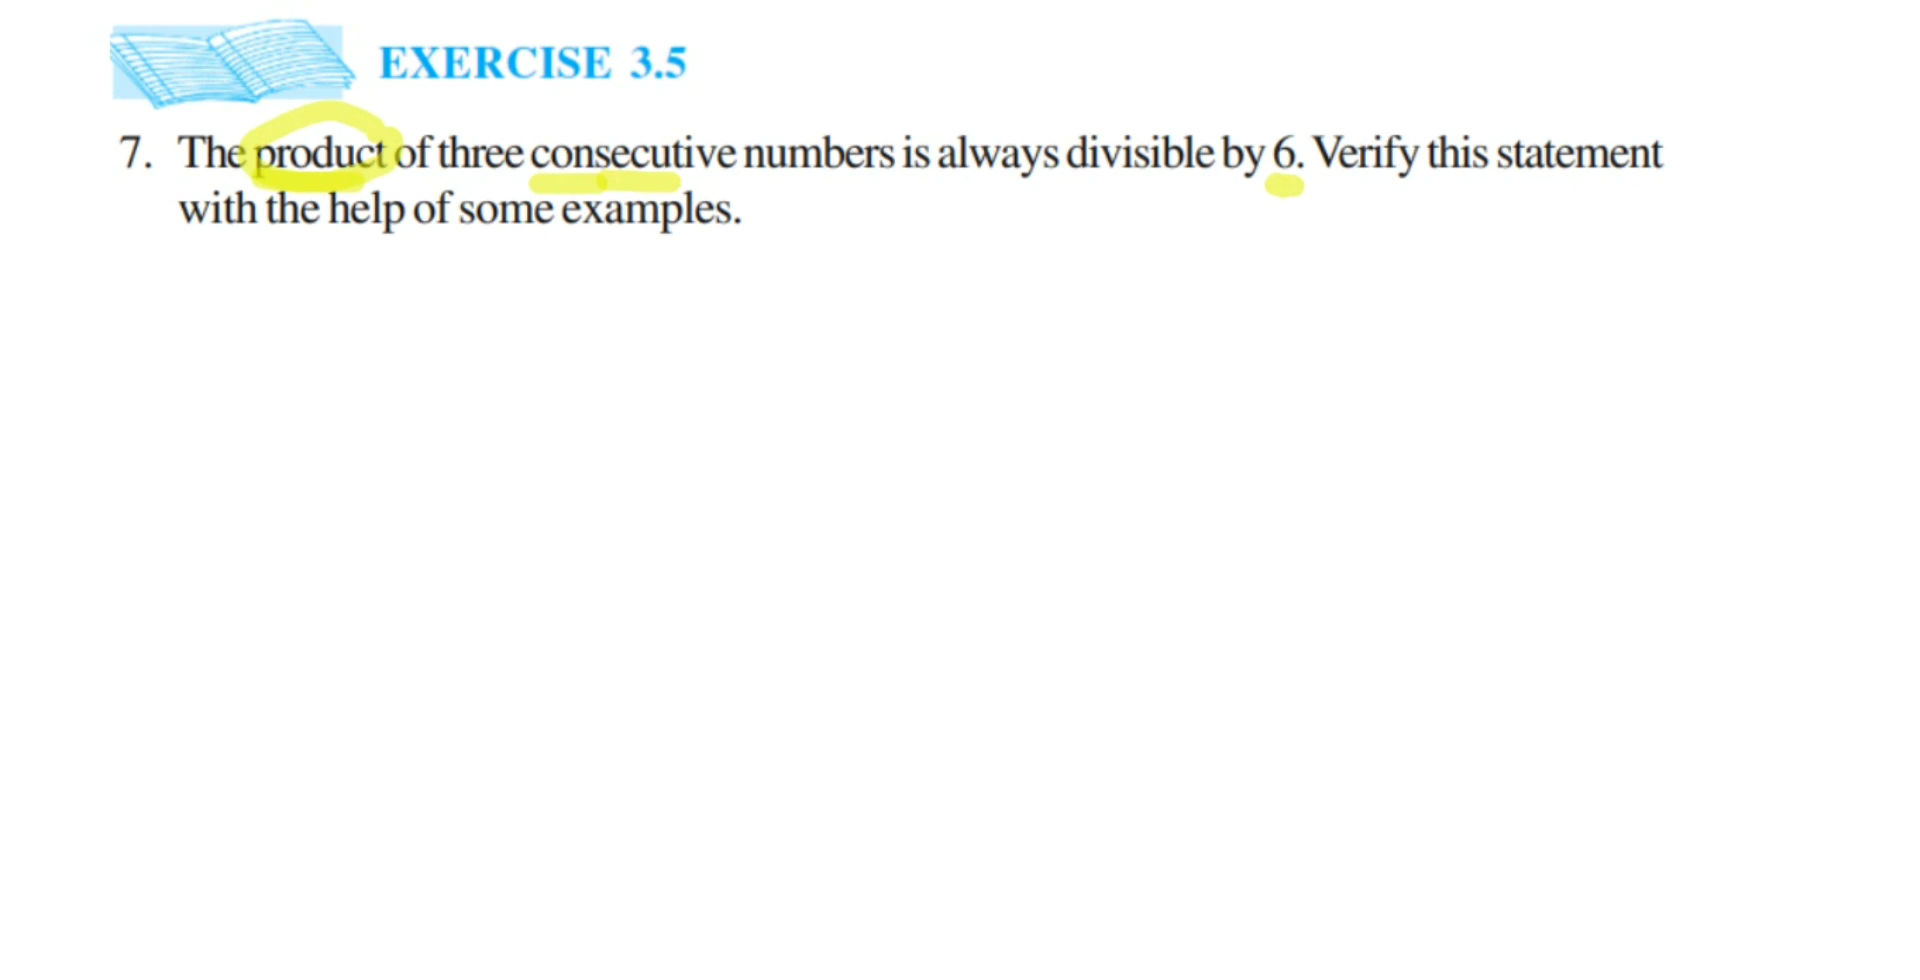 EXERCISE 3.5
7. The product of three consecutive numbers is always divisible by 6. Verify this statement
with the help of some examples.